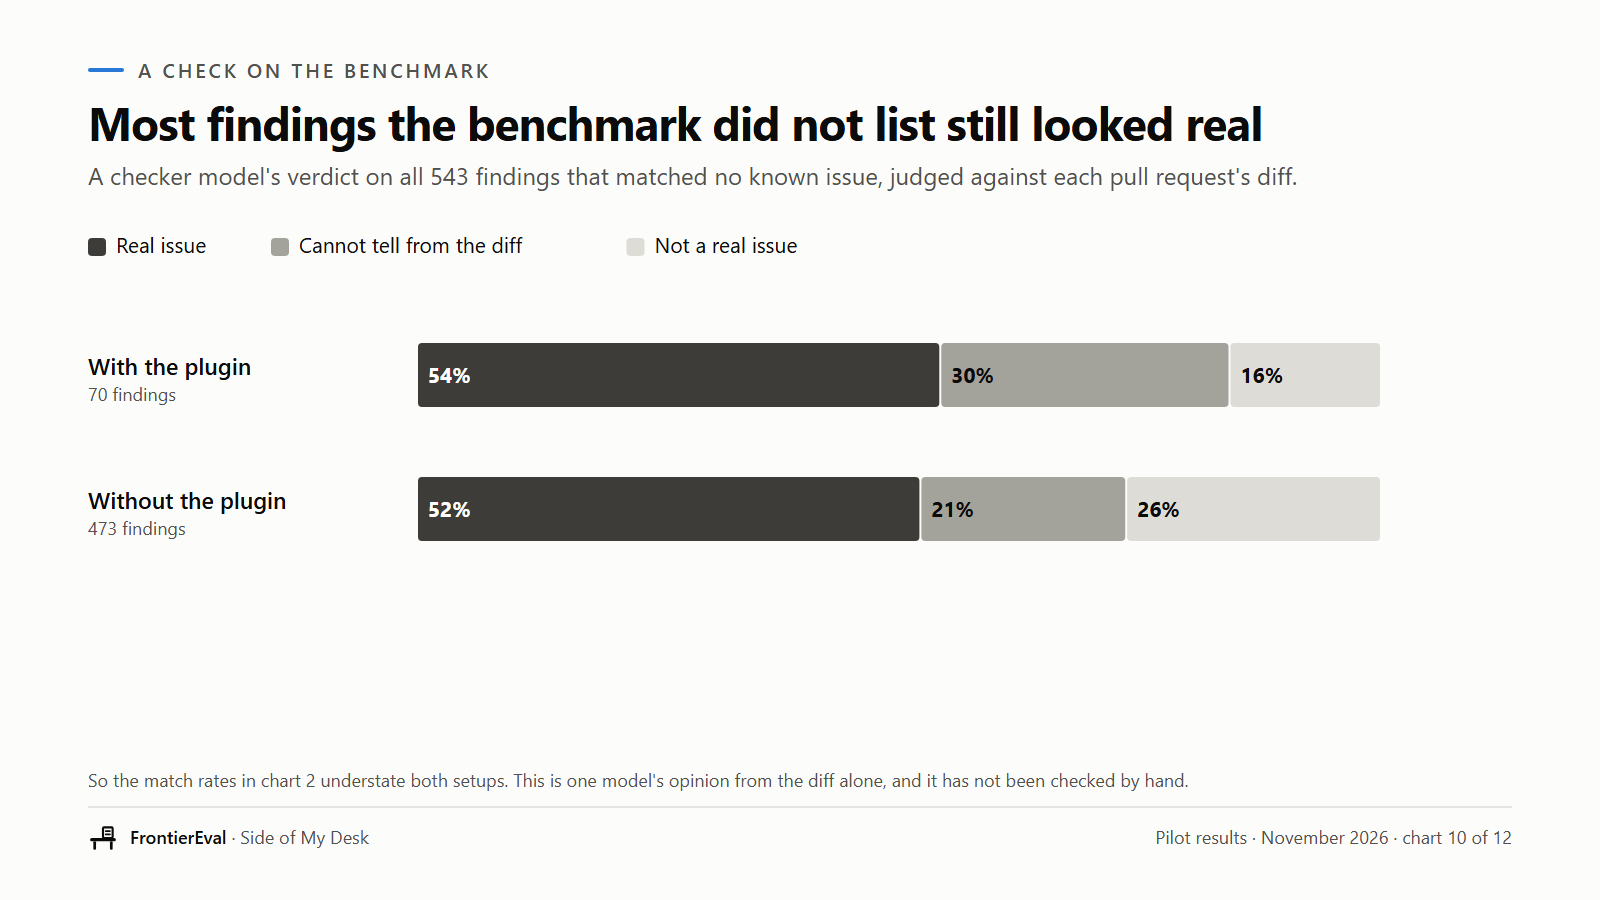 A CHECK ON THE BENCHMARK
Most findings the benchmark did not list still looked real
A checker model's verdict on all 543 findings that matched no known issue, judged against each pull request's diff.
Real issue
Cannot tell from the diff
Not a real issue
With the plugin
70 findings
54%
30%
16%
Without the plugin
473 findings
52%
21%
26%
So the match rates in chart 2 understate both setups. This is one model's opinion from the diff alone, and it has not been checked by hand.
FrontierEval · Side of My Desk
Pilot results · November 2026 · chart 10 of 12